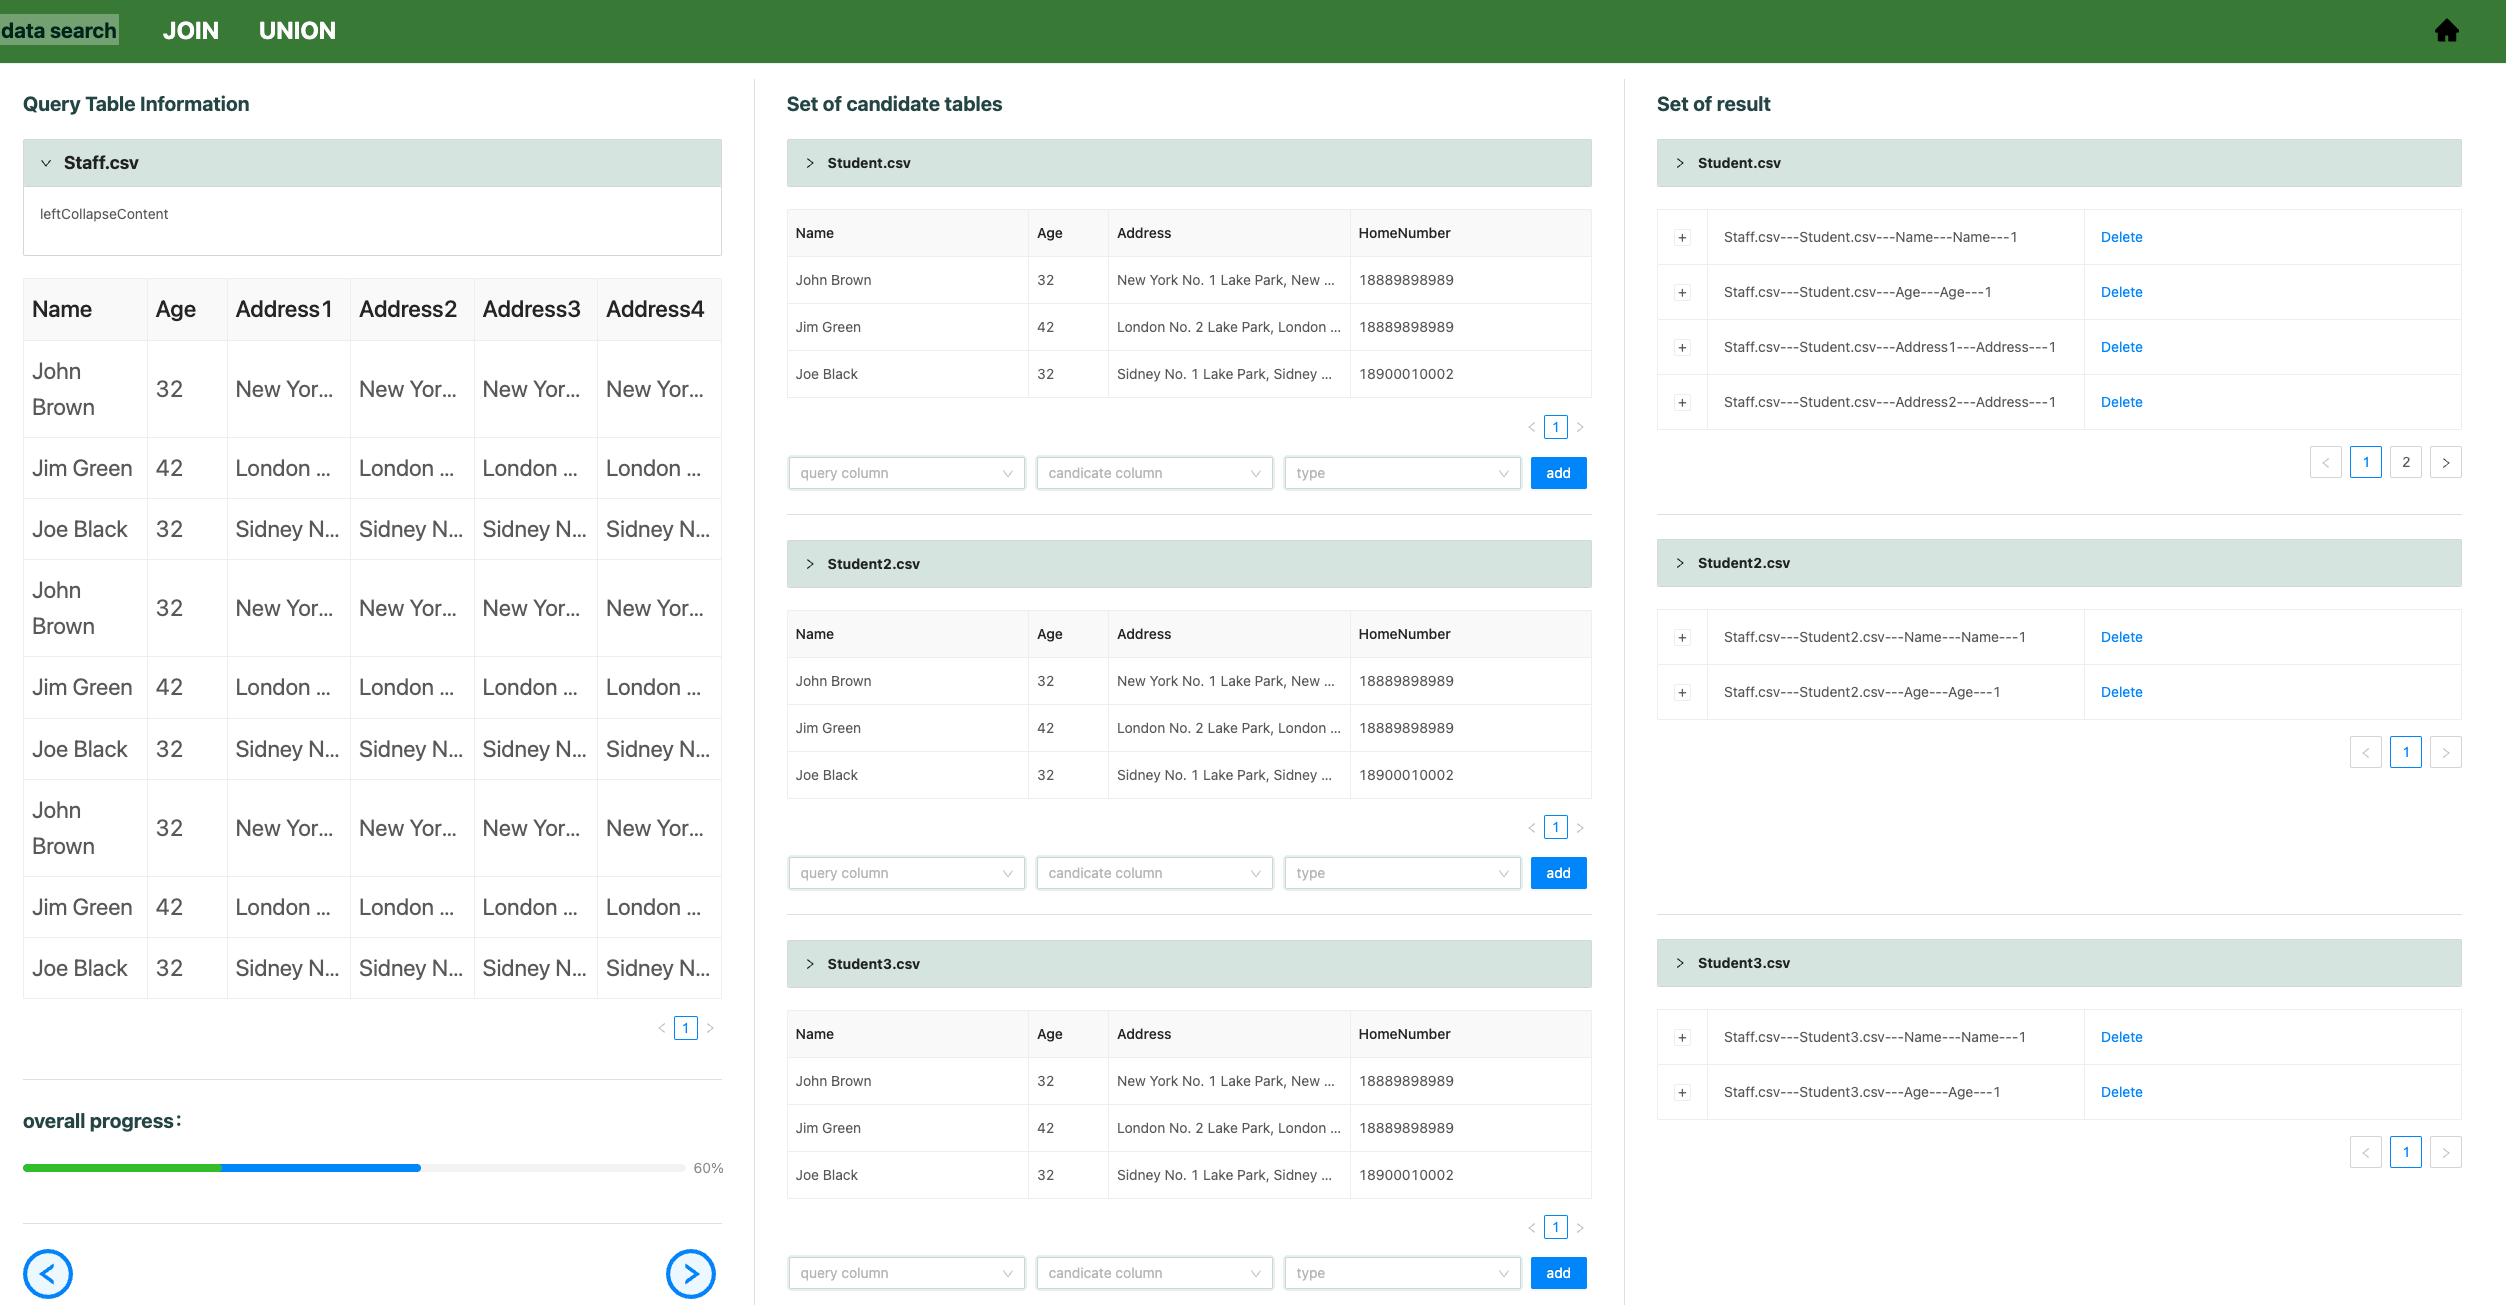 data search JOIN UNION
Query Table Information
Staff.csv
leftCollapseContent
Name Age Address1 Address2 Address3 Address4
John Brown 32 New Yor... New Yor... New Yor... New Yor...
Jim Green 42 London ... London ... London ... London ...
Joe Black 32 Sidney N... Sidney N... Sidney N... Sidney N...
John Brown 32 New Yor... New Yor... New Yor... New Yor...
Jim Green 42 London ... London ... London ... London ...
Joe Black 32 Sidney N... Sidney N... Sidney N... Sidney N...
John Brown 32 New Yor... New Yor... New Yor... New Yor...
Jim Green 42 London ... London ... London ... London ...
Joe Black 32 Sidney N... Sidney N... Sidney N... Sidney N...
< 1 >
overall progress：
60%
< >
Set of candidate tables
Student.csv
Name Age Address HomeNumber
John Brown 32 New York No. 1 Lake Park, New ... 18889898989
Jim Green 42 London No. 2 Lake Park, London ... 18889898989
Joe Black 32 Sidney No. 1 Lake Park, Sidney ... 18900010002
< 1 >
query column candicate column type add
Student2.csv
Name Age Address HomeNumber
John Brown 32 New York No. 1 Lake Park, New ... 18889898989
Jim Green 42 London No. 2 Lake Park, London ... 18889898989
Joe Black 32 Sidney No. 1 Lake Park, Sidney ... 18900010002
< 1 >
query column candicate column type add
Student3.csv
Name Age Address HomeNumber
John Brown 32 New York No. 1 Lake Park, New ... 18889898989
Jim Green 42 London No. 2 Lake Park, London ... 18889898989
Joe Black 32 Sidney No. 1 Lake Park, Sidney ... 18900010002
< 1 >
query column candicate column type add
Set of result
Student.csv
+ Staff.csv---Student.csv---Name---Name---1 Delete
+ Staff.csv---Student.csv---Age---Age---1 Delete
+ Staff.csv---Student.csv---Address1---Address---1 Delete
+ Staff.csv---Student.csv---Address2---Address---1 Delete
< 1 2 >
Student2.csv
+ Staff.csv---Student2.csv---Name---Name---1 Delete
+ Staff.csv---Student2.csv---Age---Age---1 Delete
< 1 >
Student3.csv
+ Staff.csv---Student3.csv---Name---Name---1 Delete
+ Staff.csv---Student3.csv---Age---Age---1 Delete
< 1 >